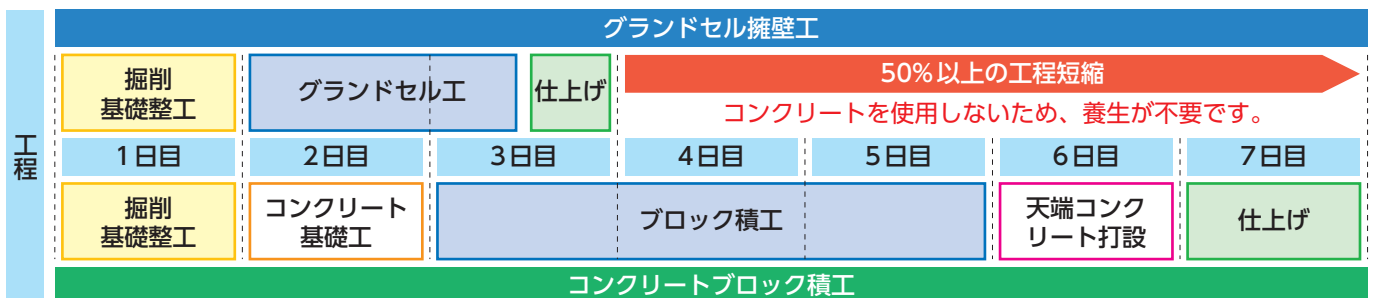 グランドセル擁壁工
工程
掘削
基礎整工
グランドセル工
仕上げ
50%以上の工程短縮
コンクリートを使用しないため、養生が不要です。
1日目
2日目
3日目
4日目
5日目
6日目
7日目
掘削
基礎整工
コンクリート
基礎工
ブロック積工
天端コンク
リート打設
仕上げ
コンクリートブロック積工